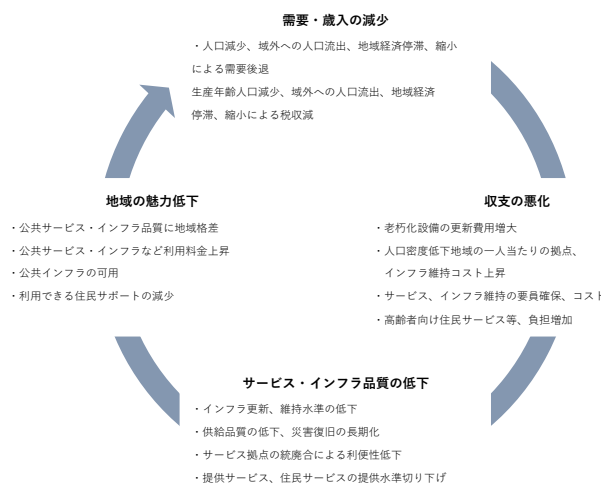 需要・歳入の減少
・人口減少、域外への人口流出、地域経済停滞、縮小
による需要後退
生産年齢人口減少、域外への人口流出、地域経済
停滞、縮小による税収減
収支の悪化
・老朽化設備の更新費用増大
・人口密度低下地域の一人当たりの拠点、
インフラ維持コスト上昇
・サービス、インフラ維持の要員確保、コスト
・高齢者向け住民サービス等、負担増加
サービス・インフラ品質の低下
・インフラ更新、維持水準の低下
・供給品質の低下、災害復旧の長期化
・サービス拠点の統廃合による利便性低下
・提供サービス、住民サービスの提供水準切り下げ
地域の魅力低下
・公共サービス・インフラ品質に地域格差
・公共サービス・インフラなど利用料金上昇
・公共インフラの可用
・利用できる住民サポートの減少